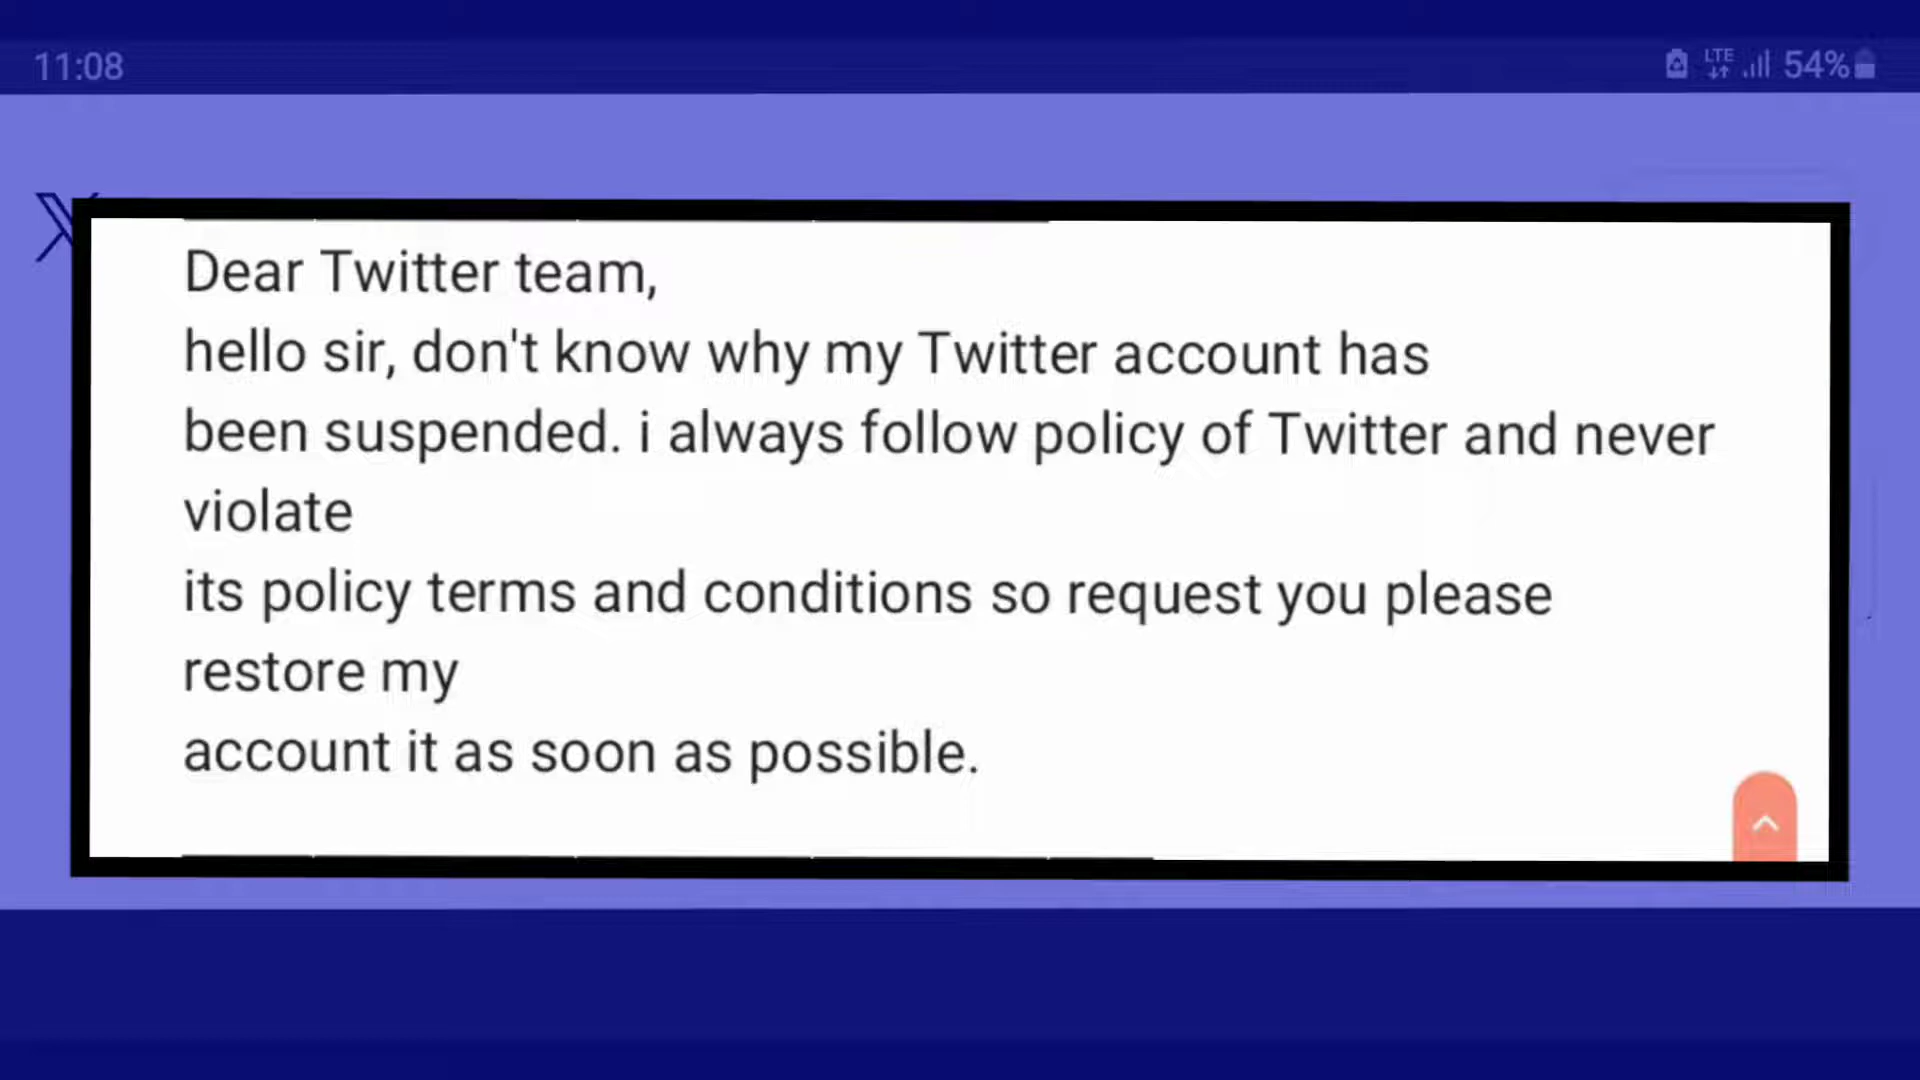 11:08
LTE 54%
X
Dear Twitter team,
hello sir, don't know why my Twitter account has
been suspended. i always follow policy of Twitter and never
violate
its policy terms and conditions so request you please
restore my
account it as soon as possible.